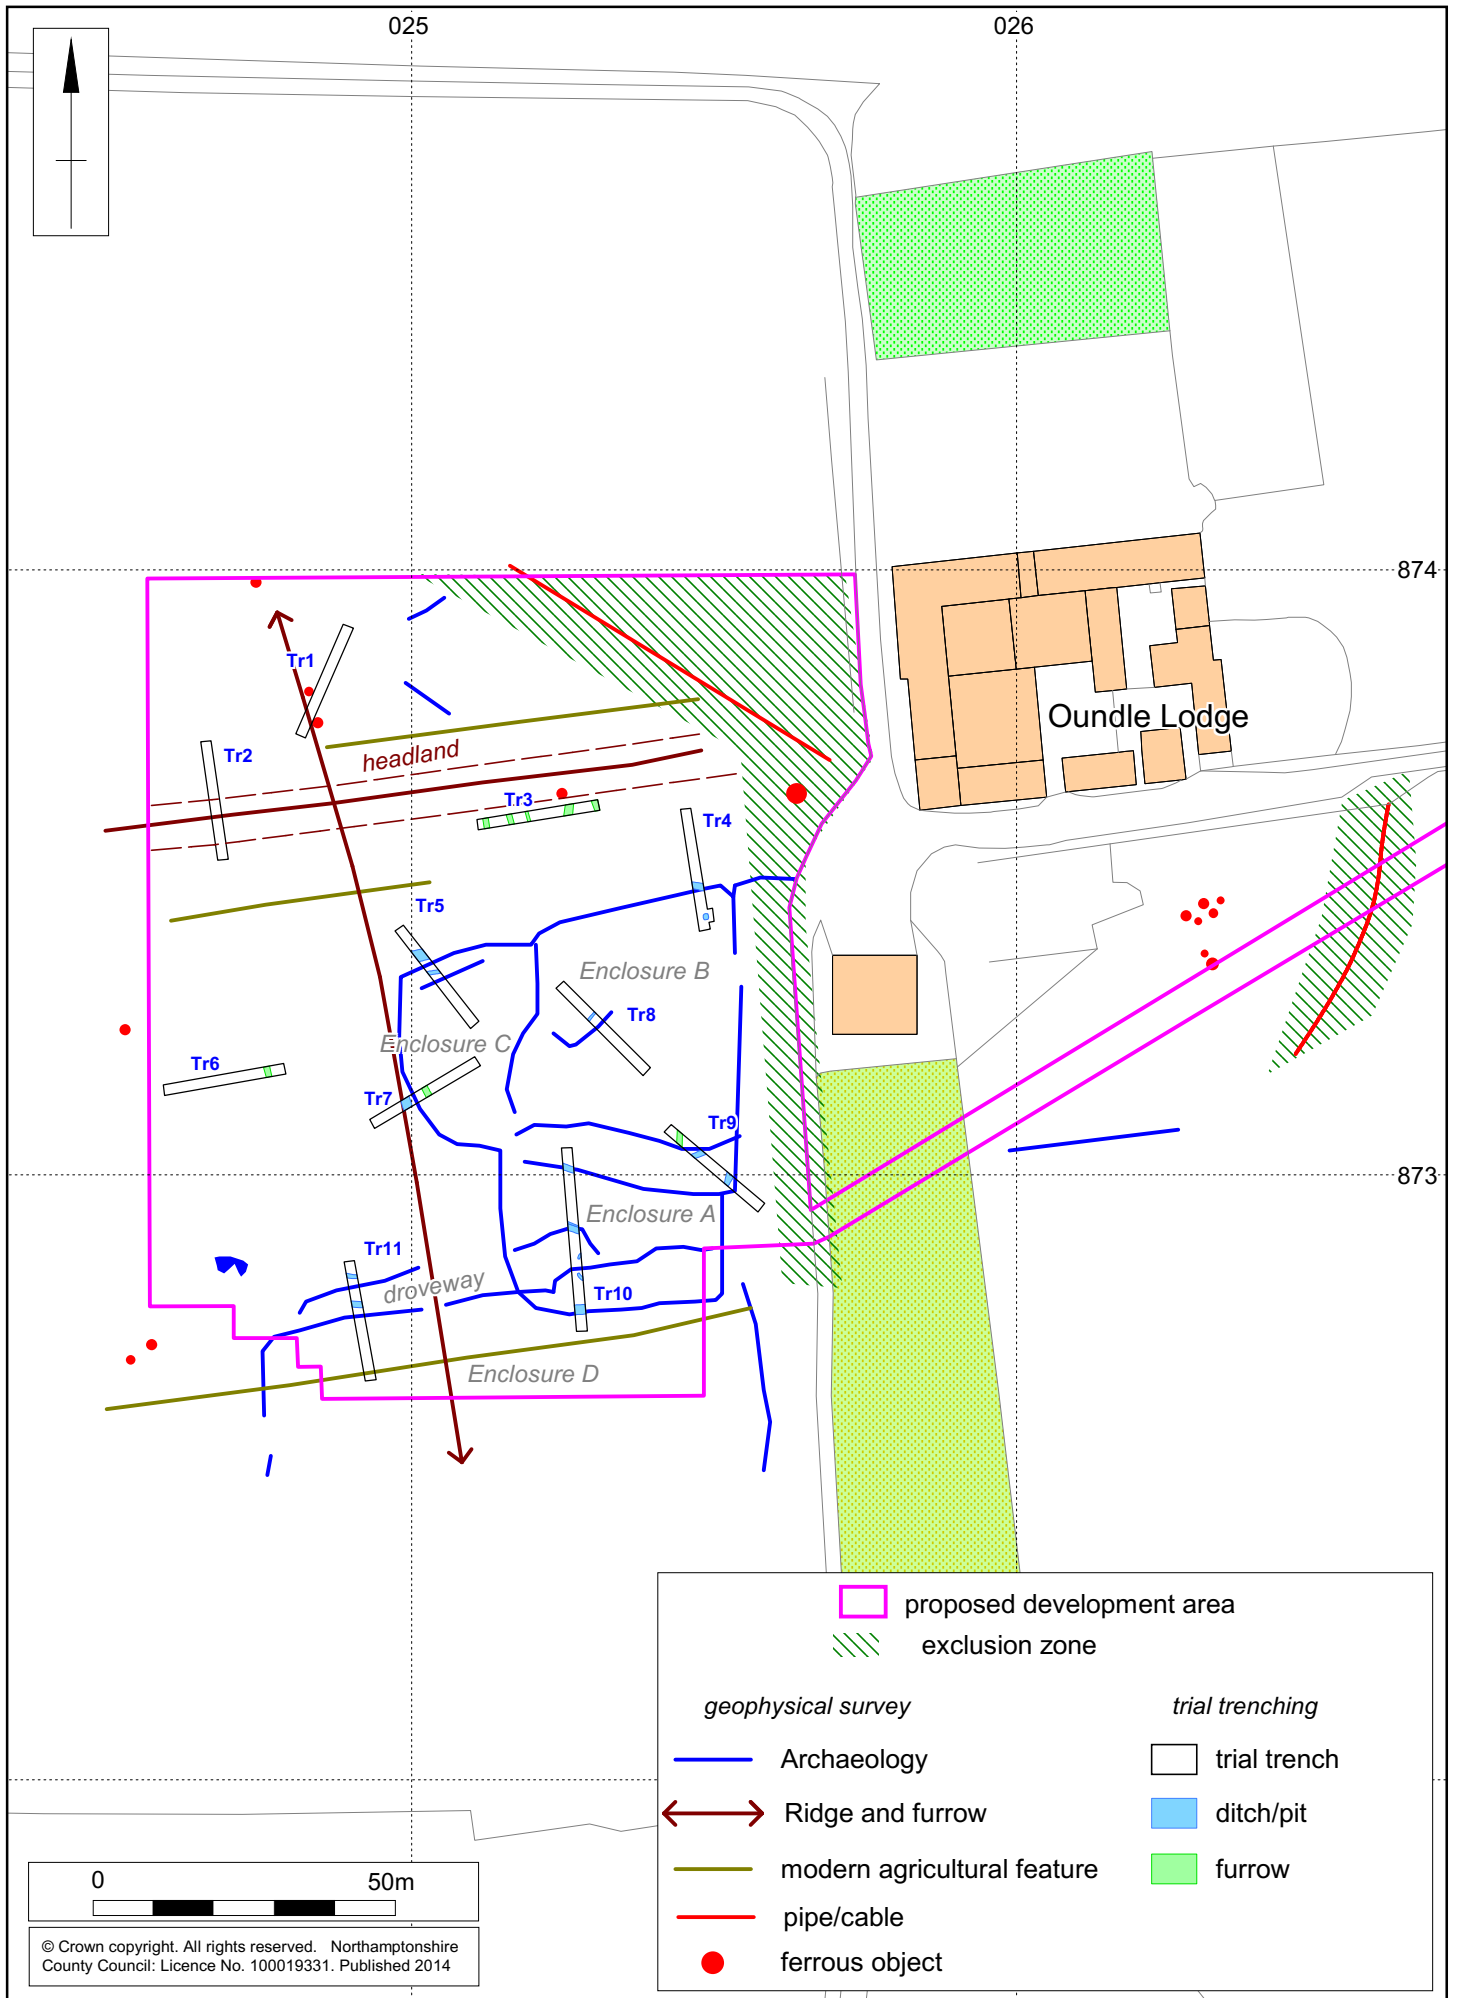 025
026
874
Tr1
Oundle Lodge
Tr2
headland
Tr3
Tr4
Tr5
Enclosure B
Tr8
Enclosure C
Tr6
Tr7
Tr9
873
Enclosure A
Tr11
droveway
Tr10
Enclosure D
proposed development area
exclusion zone
geophysical survey
trial trenching
Archaeology
trial trench
Ridge and furrow
ditch/pit
modern agricultural feature
furrow
pipe/cable
ferrous object
0
50m
© Crown copyright. All rights reserved. Northamptonshire
County Council: Licence No. 100019331. Published 2014